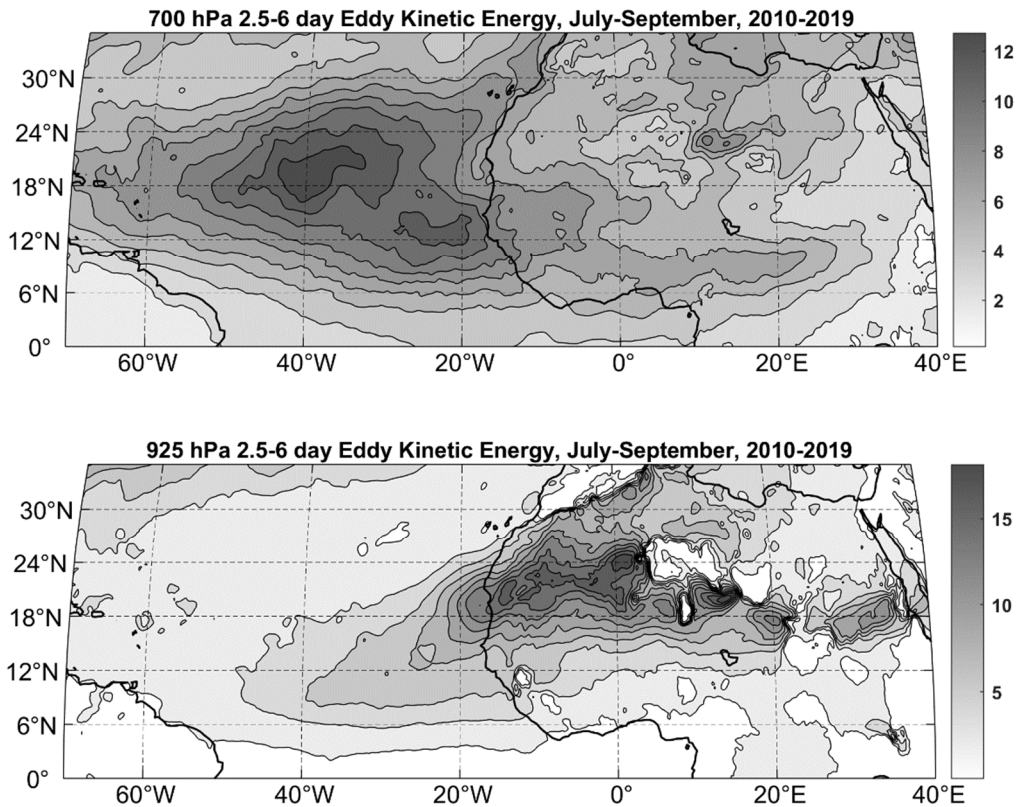 700 hPa 2.5-6 day Eddy Kinetic Energy, July-September, 2010-2019
30°N
24°N
18°N
12°N
6°N
0°
60°W 40°W 20°W 0° 20°E 40°E
12
10
8
6
4
2
925 hPa 2.5-6 day Eddy Kinetic Energy, July-September, 2010-2019
30°N
24°N
18°N
12°N
6°N
0°
60°W 40°W 20°W 0 20°E 40°E
15
10
5